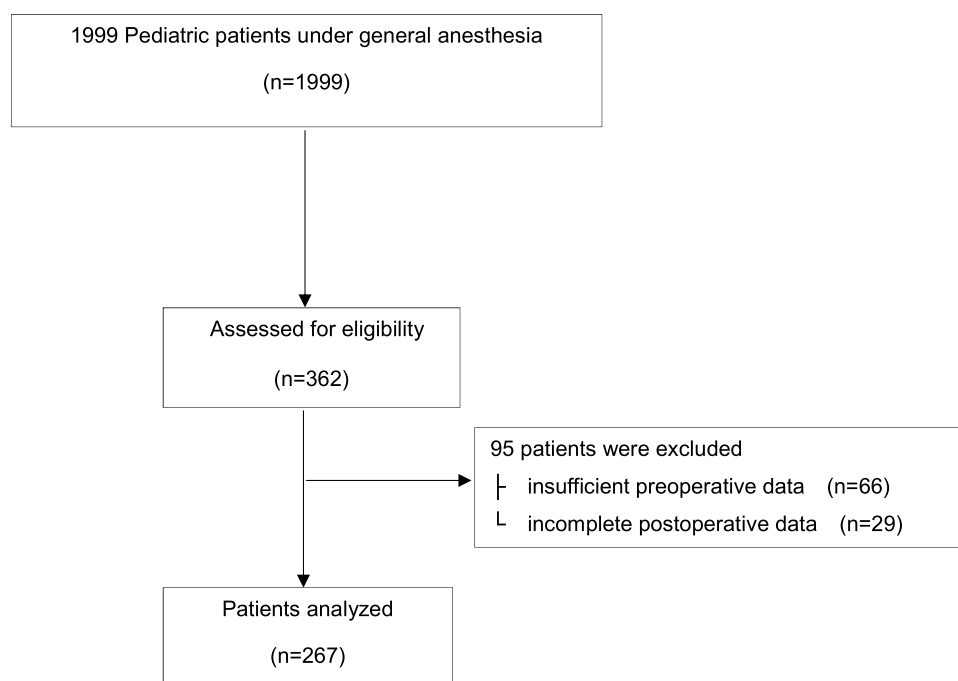 1999 Pediatric patients under general anesthesia
(n=1999)
Assessed for eligibility
(n=362)
95 patients were excluded
├ insufficient preoperative data (n=66)
└ incomplete postoperative data (n=29)
Patients analyzed
(n=267)